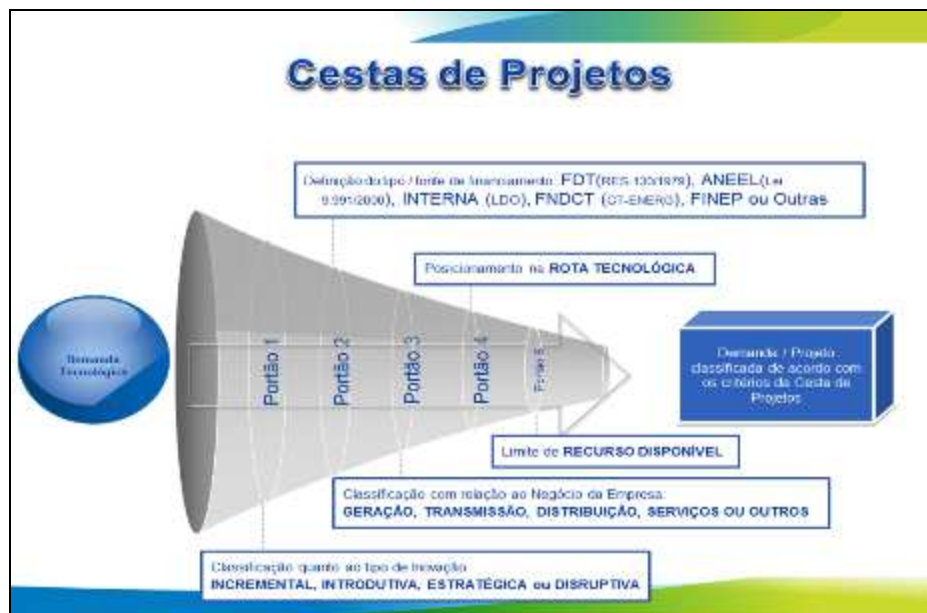 Cestas de Projetos
Definição do tipo / fonte de financiamento: FDT(RES 130/1979), ANEEL(Lei
9.991/2000), INTERNA (LDO), FNDCT (CT-ENERG), FINEP ou Outras
Posicionamento na ROTA TECNOLÓGICA
Demanda
Tecnológica
Portão 1
Portão 2
Portão 3
Portão 4
Portão 5
Demanda / Projeto
classificada de acordo com
os critérios da Cesta de
Projetos
Limite de RECURSO DISPONÍVEL
Classificação com relação ao Negócio da Empresa:
GERAÇÃO, TRANSMISSÃO, DISTRIBUIÇÃO, SERVIÇOS OU OUTROS
Classificação quanto ao tipo de Inovação
INCREMENTAL, INTRODUTIVA, ESTRATÉGICA ou DISRUPTIVA